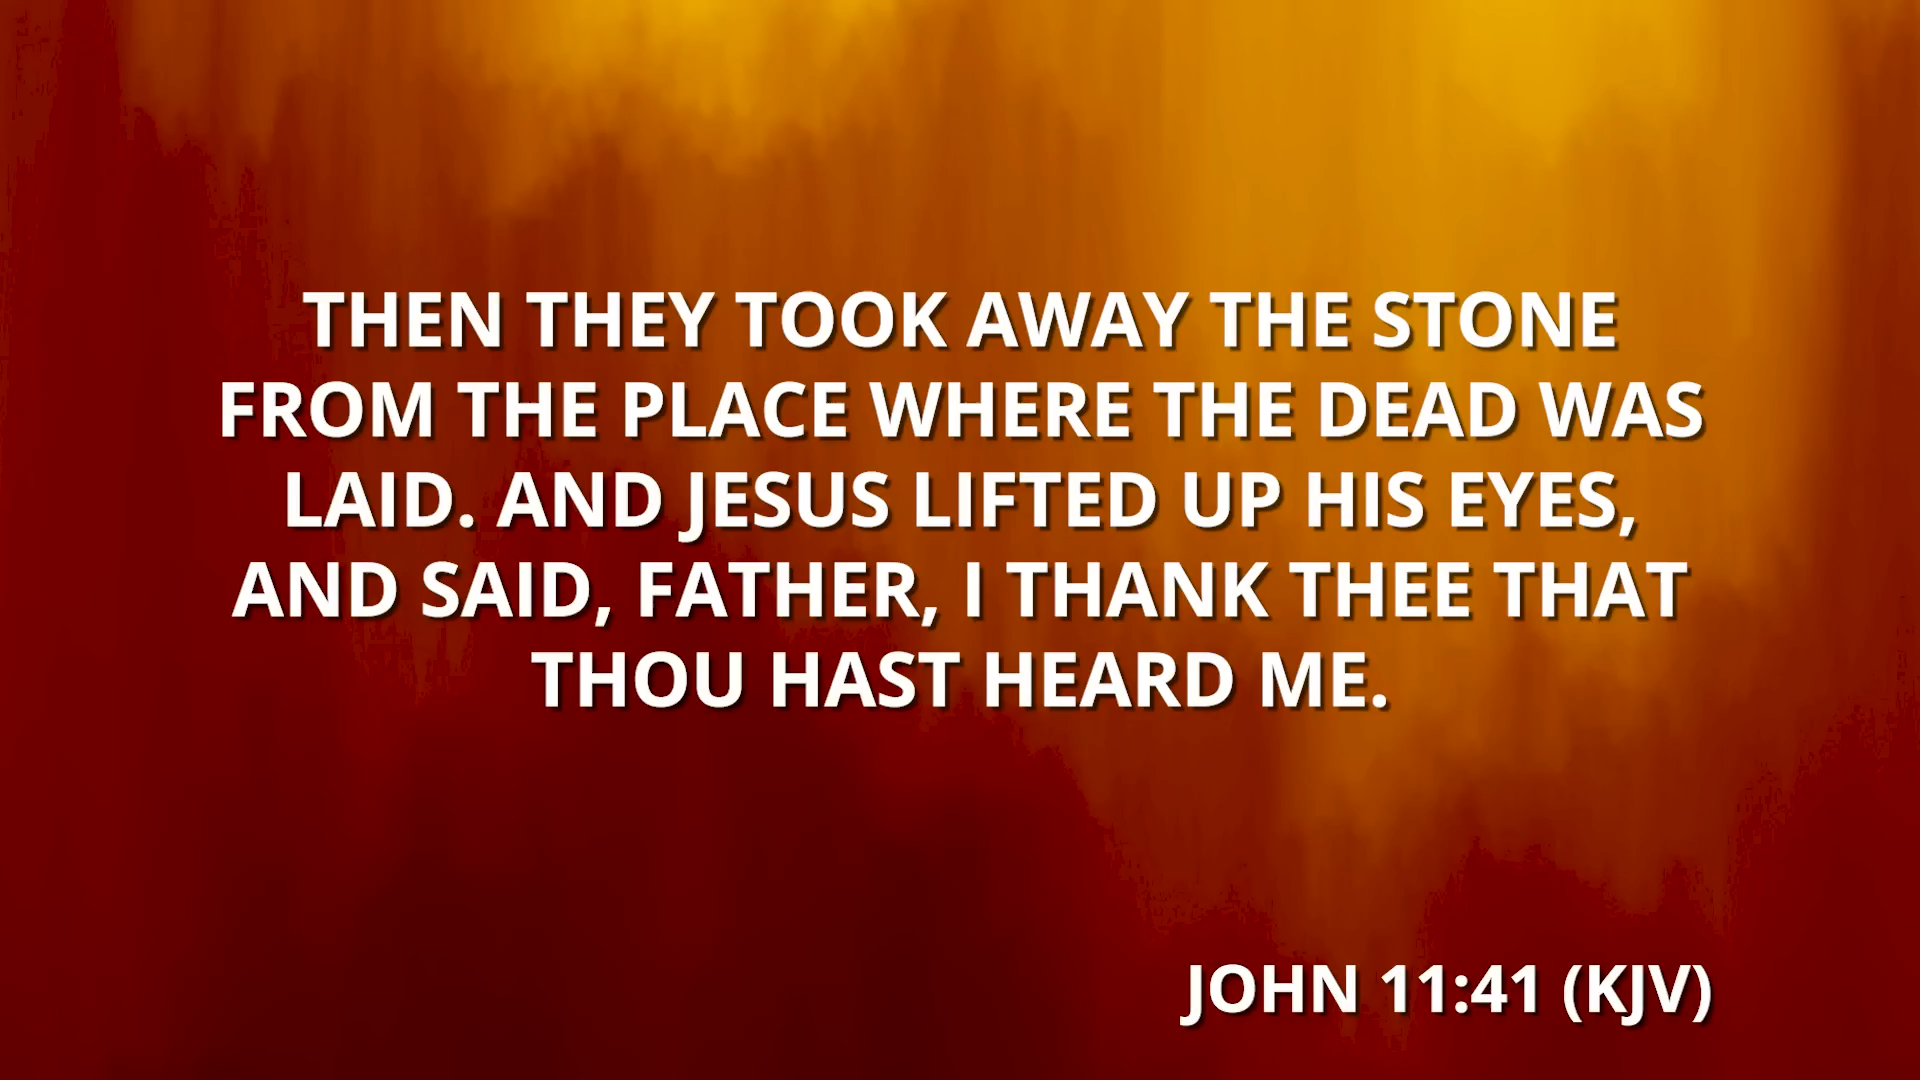 THEN THEY TOOK AWAY THE STONE
FROM THE PLACE WHERE THE DEAD WAS
LAID. AND JESUS LIFTED UP HIS EYES,
AND SAID, FATHER, I THANK THEE THAT
THOU HAST HEARD ME.
JOHN 11:41 (KJV)